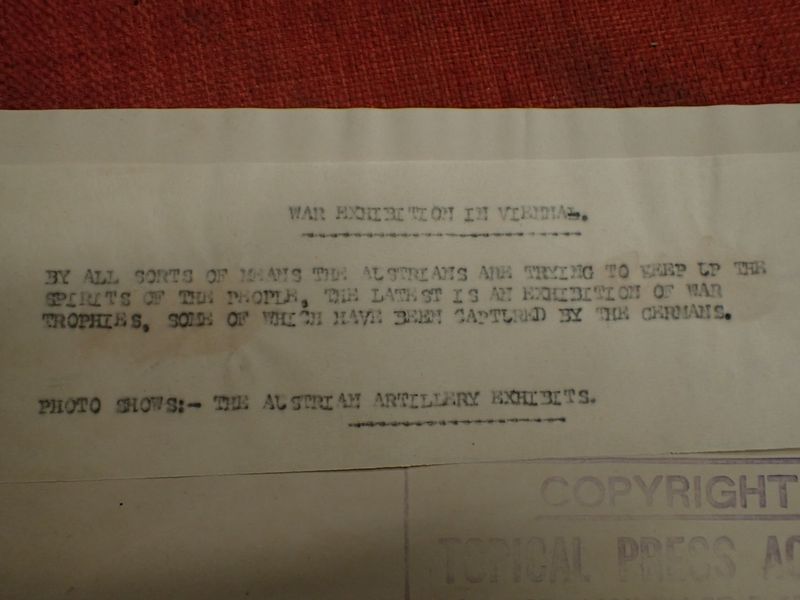 WAR EXHIBITION IN VIENNA.
BY ALL SORTS OF MEANS THE AUSTRIANS ARE TRYING TO KEEP UP THE
SPIRITS OF THE PEOPLE, THE LATEST IS AN EXHIBITION OF WAR
TROPHIES, SOME OF WHICH HAVE BEEN CAPTURED BY THE GERMANS.
PHOTO SHOWS:- THE AUSTRIAN ARTILLERY EXHIBITS.
COPYRIGHT
TOPICAL PRESS